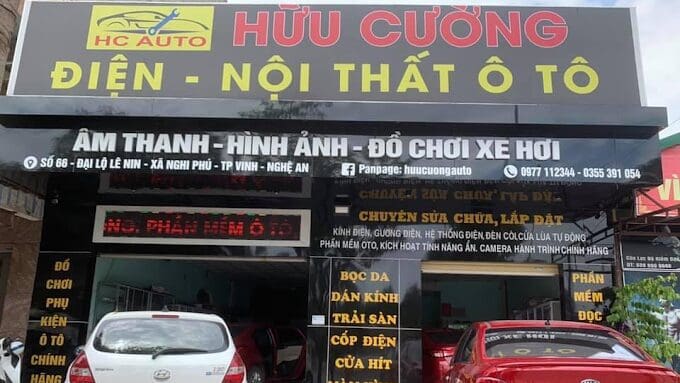 HC AUTO
HỮU CƯỜNG
ĐIỆN - NỘI THẤT Ô TÔ
ÂM THANH - HÌNH ẢNH - ĐỒ CHƠI XE HƠI
SỐ 66 - ĐẠI LỘ LÊ NIN - XÃ NGHI PHÚ - TP VINH - NGHỆ AN
Panpage: huucuongauto
0977 112344 - 0355 391 054
PHẦN MỀM Ô TÔ
CHUYÊN SỬA CHỮA, LẮP ĐẶT
KÍNH ĐIỆN, GƯƠNG ĐIỆN, HỆ THỐNG ĐIỆN, ĐÈN CÒI, CỬA LÙA TỰ ĐỘNG
PHẦN MỀM OTO, KÍCH HOẠT TÍNH NĂNG ẨN. CAMERA HÀNH TRÌNH CHÍNH HÃNG
ĐỒ
CHƠI
PHỤ
KIỆN
Ô TÔ
CHÍNH
HÃNG
BỌC DA
DÁN KÍNH
TRẢI SÀN
CỐP ĐIỆN
CỬA HÍT
PHẦN
MỀM
ĐỌC
i30